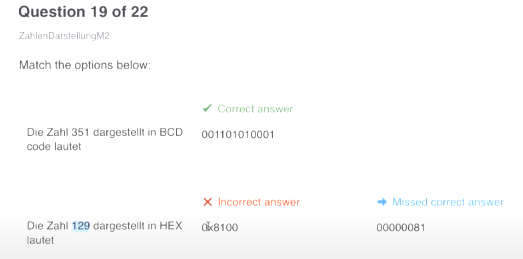 Question 19 of 22
ZahlenDarstellungM2
Match the options below:
✓ Correct answer
Die Zahl 351 dargestellt in BCD 001101010001
code lautet
✕ Incorrect answer ➜ Missed correct answer
Die Zahl 129 dargestellt in HEX 0x8100 00000081
lautet